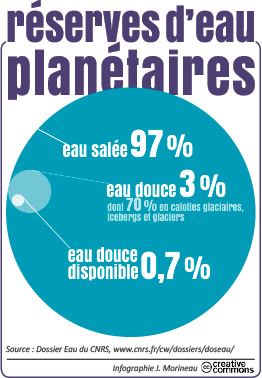 réserves d'eau
planétaires
eau salée 97 %
eau douce 3 %
dont 70 % en calottes glaciaires,
icebergs et glaciers
eau douce
disponible 0,7 %
Source : Dossier Eau du CNRS, www.cnrs.fr/cw/dossiers/doseau/
Infographie J. Morineau
cc creative
commons